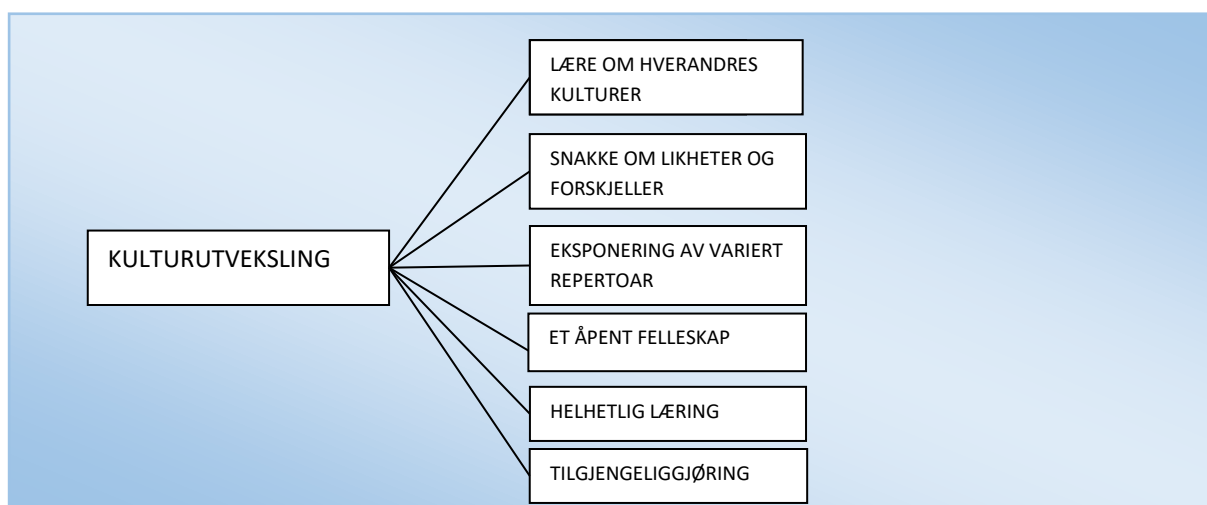 KULTURUTVEKSLING
LÆRE OM HVERANDRES
KULTURER
SNAKKE OM LIKHETER OG
FORSKJELLER
EKSPONERING AV VARIERT
REPERTOAR
ET ÅPENT FELLESKAP
HELHETLIG LÆRING
TILGJENGELIGGJØRING